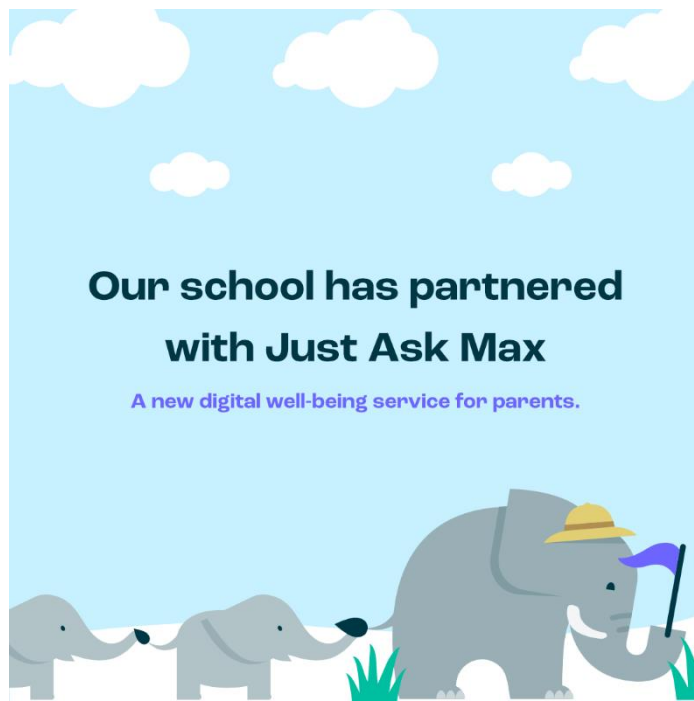 Our school has partnered
with Just Ask Max
A new digital well-being service for parents.